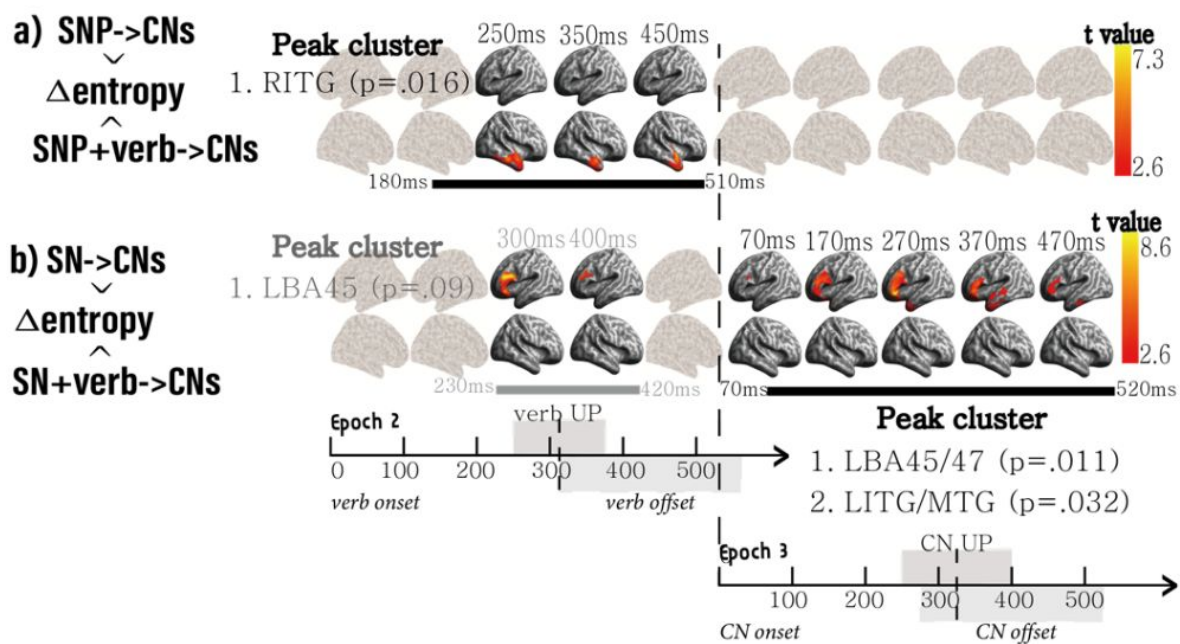 a) SNP->CNs
Δentropy
SNP+verb->CNs
Peak cluster
1. RITG (p=.016)
250ms 350ms 450ms
180ms 510ms
t value
7.3
2.6
b) SN->CNs
Δentropy
SN+verb->CNs
Peak cluster
1. LBA45 (p=.09)
300ms 400ms
230ms 420ms
70ms 170ms 270ms 370ms 470ms
70ms 520ms
t value
8.6
2.6
Peak cluster
1. LBA45/47 (p=.011)
2. LITG/MTG (p=.032)
Epoch 2
verb UP
0 100 200 300 400 500
verb onset verb offset
Epoch 3
CN UP
100 200 300 400 500
CN onset CN offset